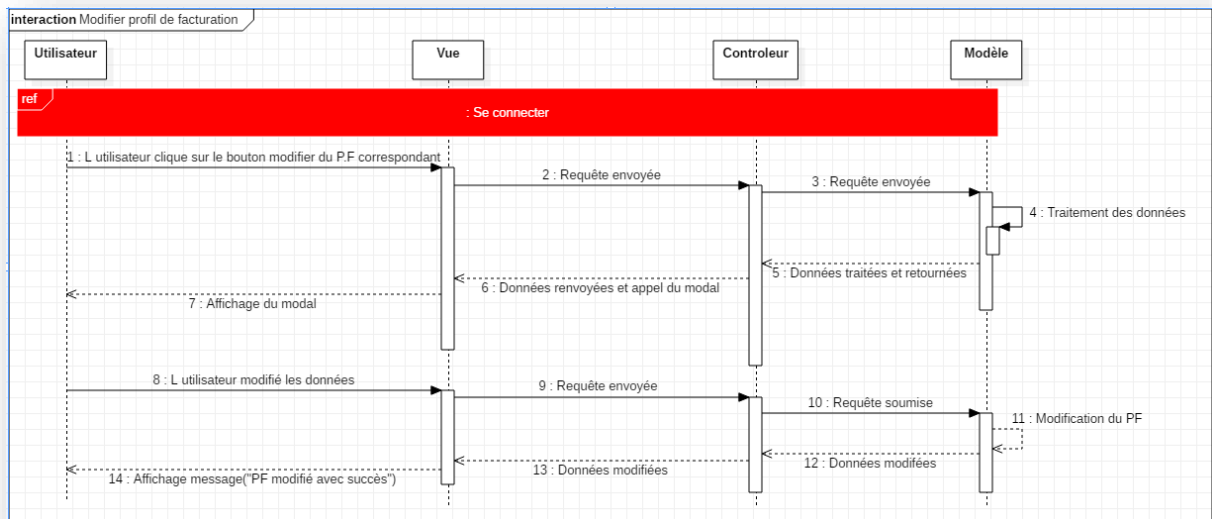 interaction Modifier profil de facturation
Utilisateur
Vue
Controleur
Modèle
ref
: Se connecter
1 : L utilisateur clique sur le bouton modifier du P.F correspondant
2 : Requête envoyée
3 : Requête envoyée
4 : Traitement des données
5 : Données traitées et retournées
6 : Données renvoyées et appel du modal
7 : Affichage du modal
8 : L utilisateur modifié les données
9 : Requête envoyée
10 : Requête soumise
11 : Modification du PF
12 : Données modifées
13 : Données modifiées
14 : Affichage message("PF modifié avec succès")